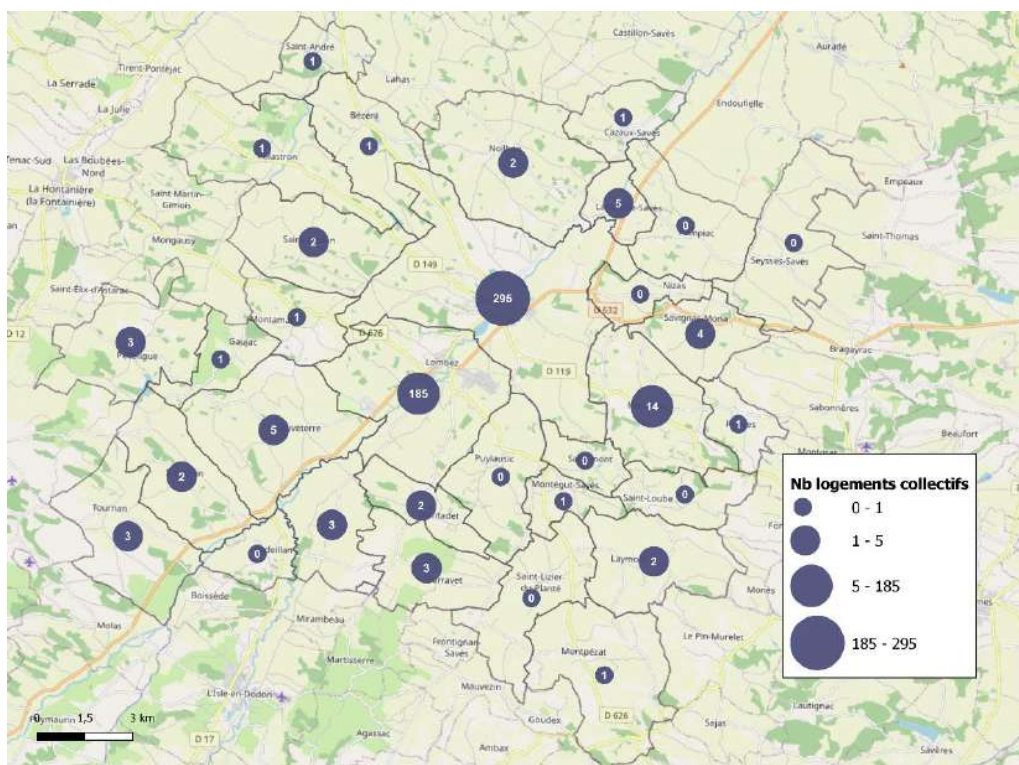 Castillon-Savès
Saint-André
Auradé
Tirent-Pontéjac
1
Lahas
La Serrade
La Julie
Endoufielle
Bézéril
1
Cazaux-Savès
1
1
Noilhan
2
Tenac-Sud
Las Boubées-
Nord
La Hontanière
(la Fontainière)
Empeaux
Saint-Martin-
Gimois
5
0
Saint-Thomas
Mongausy
2
0
Seysses-Savès
D 149
Saint-Élix-d'Astarac
Nizas
0
295
D 632
Montamat
1
D 12
D 626
Savignac-Mona
4
3
Gaujac
1
Bragayrac
Lombez
D 119
185
14
Sabonnères
5
1
Beaufort
Puylausic
0
0
2
Montégut-Savès
1
Saint-Loube
0
2
Tournan
3
3
0
2
3
Saint-Lizier
du-Planté
0
Boissède
Monès
Mirambeau
Molas
Frontignan
Savès
Le Pin-Murelet
Montpézat
1
Martisserre
L'Isle-en-Dodon
Mauvezin
Lautignac
D 626
Goudex
Sajas
Agassac
D 17
Ambax
Savères
Nb logements collectifs
0 - 1
1 - 5
5 - 185
185 - 295
0 1,5 3 km